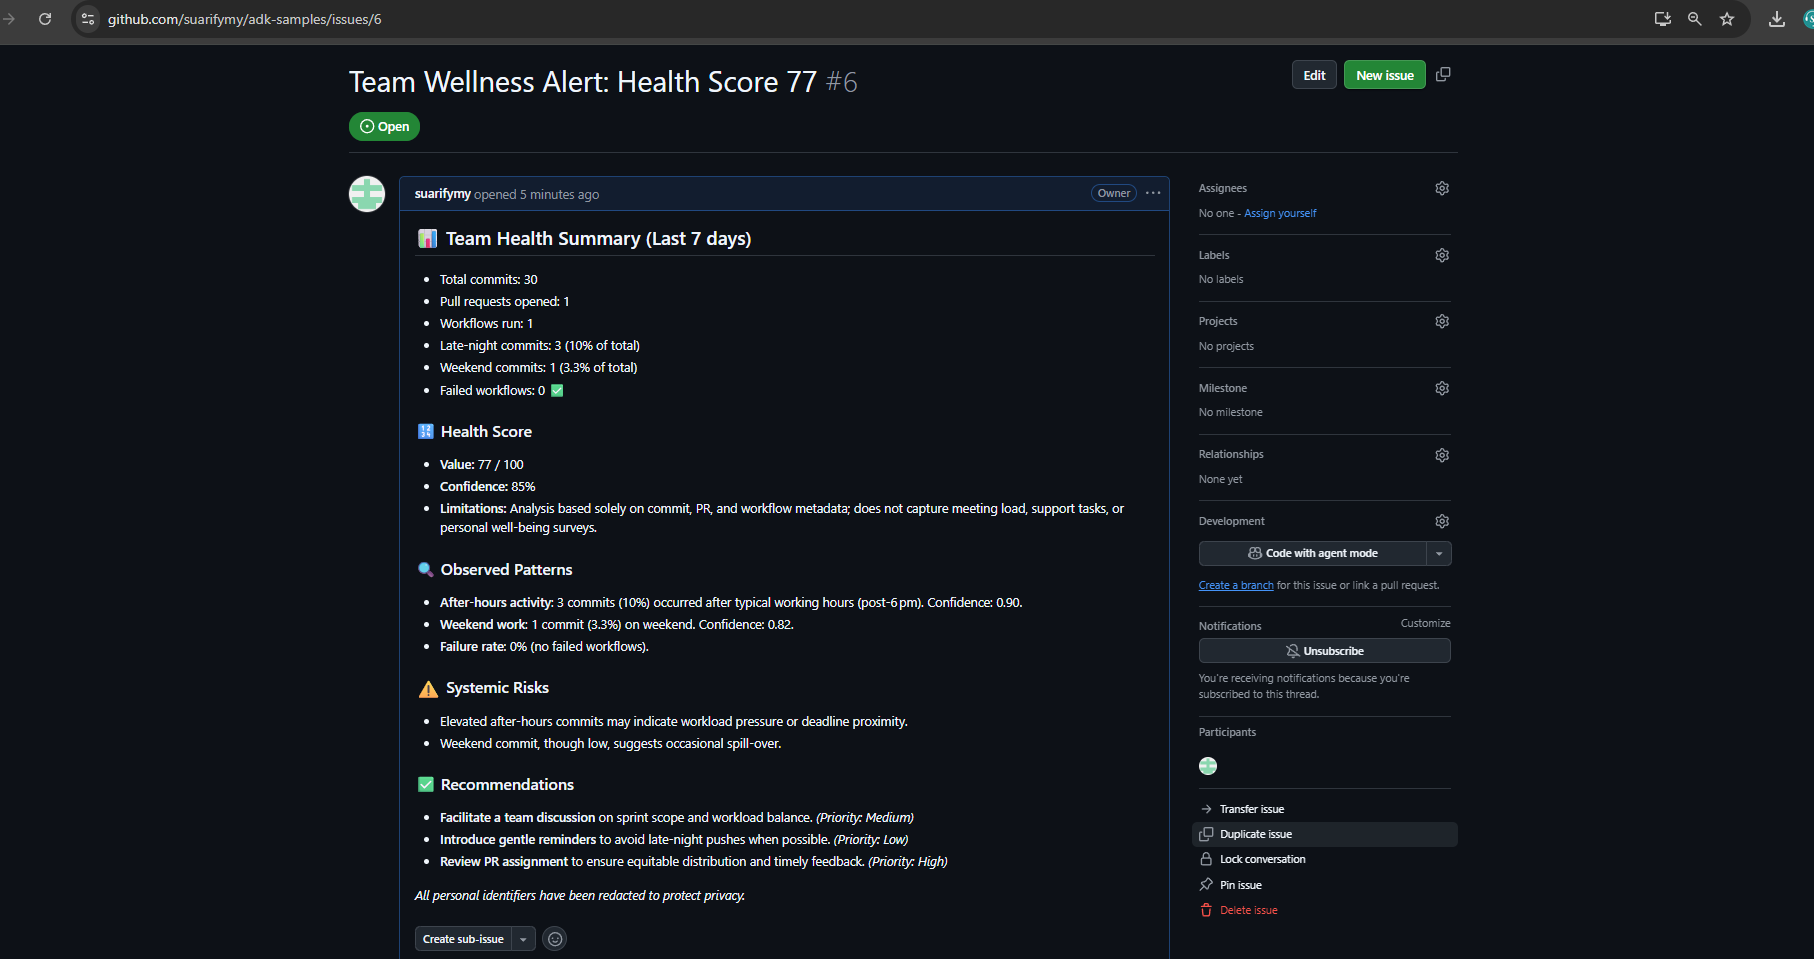 github.com/suarifymy/adk-samples/issues/6
Team Wellness Alert: Health Score 77 #6
Edit
New issue
Open
suarifymy opened 5 minutes ago
Owner
📊 Team Health Summary (Last 7 days)
• Total commits: 30
• Pull requests opened: 1
• Workflows run: 1
• Late-night commits: 3 (10% of total)
• Weekend commits: 1 (3.3% of total)
• Failed workflows: 0 ✅
🔢 Health Score
• Value: 77 / 100
• Confidence: 85%
• Limitations: Analysis based solely on commit, PR, and workflow metadata; does not capture meeting load, support tasks, or
personal well-being surveys.
🔍 Observed Patterns
• After-hours activity: 3 commits (10%) occurred after typical working hours (post-6 pm). Confidence: 0.90.
• Weekend work: 1 commit (3.3%) on weekend. Confidence: 0.82.
• Failure rate: 0% (no failed workflows).
⚠️ Systemic Risks
• Elevated after-hours commits may indicate workload pressure or deadline proximity.
• Weekend commit, though low, suggests occasional spill-over.
✅ Recommendations
• Facilitate a team discussion on sprint scope and workload balance. (Priority: Medium)
• Introduce gentle reminders to avoid late-night pushes when possible. (Priority: Low)
• Review PR assignment to ensure equitable distribution and timely feedback. (Priority: High)
All personal identifiers have been redacted to protect privacy.
Create sub-issue
Assignees
No one - Assign yourself
Labels
No labels
Projects
No projects
Milestone
No milestone
Relationships
None yet
Development
Code with agent mode
Create a branch for this issue or link a pull request.
Notifications
Customize
Unsubscribe
You're receiving notifications because you're
subscribed to this thread.
Participants
Transfer issue
Duplicate issue
Lock conversation
Pin issue
Delete issue